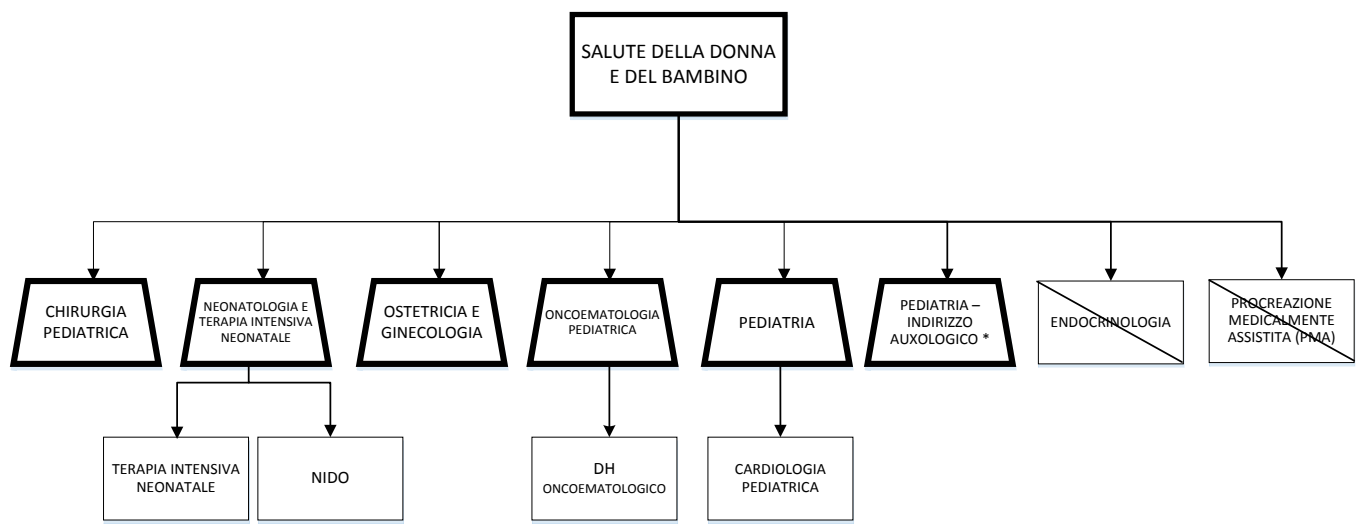 SALUTE DELLA DONNA
E DEL BAMBINO
CHIRURGIA
PEDIATRICA
NEONATOLOGIA E
TERAPIA INTENSIVA
NEONATALE
OSTETRICIA E
GINECOLOGIA
ONCOEMATOLOGIA
PEDIATRICA
PEDIATRIA
PEDIATRIA –
INDIRIZZO
AUXOLOGICO *
ENDOCRINOLOGIA
PROCREAZIONE
MEDICALMENTE
ASSISTITA (PMA)
TERAPIA INTENSIVA
NEONATALE
NIDO
DH
ONCOEMATOLOGICO
CARDIOLOGIA
PEDIATRICA